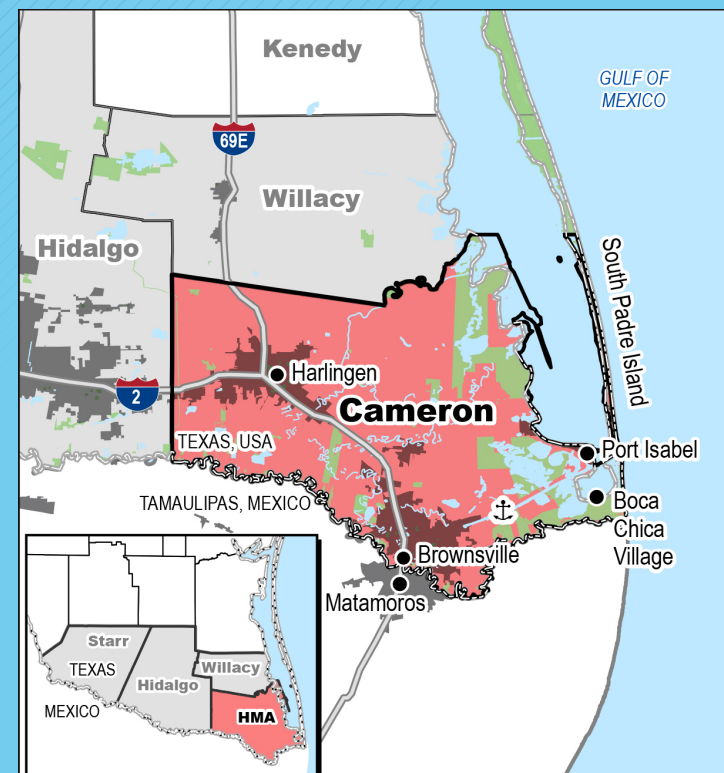 Kenedy
GULF OF
MEXICO
69E
Willacy
Hidalgo
South Padre Island
Harlingen
2
Cameron
TEXAS, USA
Port Isabel
TAMAULIPAS, MEXICO
Boca
Chica
Village
Brownsville
Matamoros
Starr
TEXAS
Willacy
Hidalgo
MEXICO
HMA